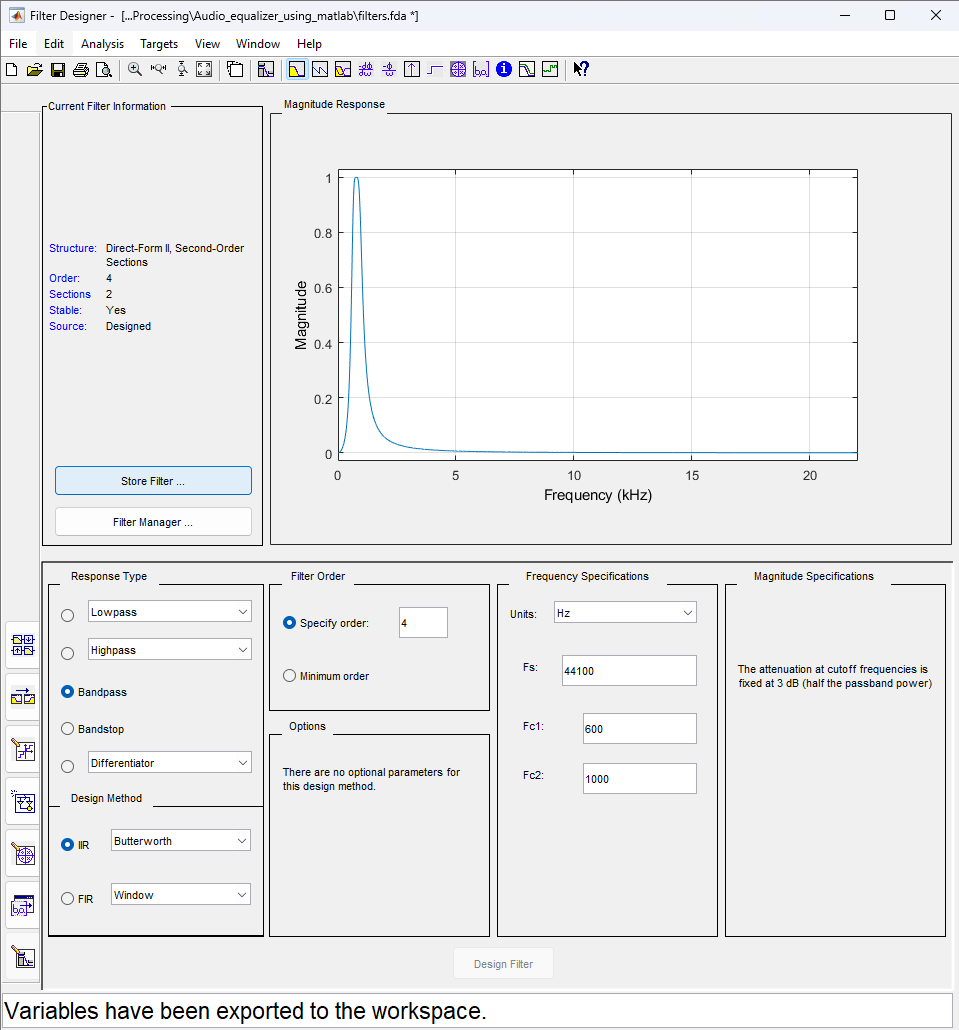 Filter Designer - [...Processing\Audio_equalizer_using_matlab\filters.fda *]
File Edit Analysis Targets View Window Help
Current Filter Information
Structure: Direct-Form II, Second-Order
Sections
Order: 4
Sections 2
Stable: Yes
Source: Designed
Store Filter ...
Filter Manager ...
Magnitude Response
1
0.8
0.6
0.4
0.2
0
Magnitude
0 5 10 15 20
Frequency (kHz)
Response Type
Lowpass
Highpass
Bandpass
Bandstop
Differentiator
Design Method
IIR Butterworth
FIR Window
Filter Order
Specify order: 4
Minimum order
Options
There are no optional parameters for
this design method.
Frequency Specifications
Units: Hz
Fs: 44100
Fc1: 600
Fc2: 1000
Magnitude Specifications
The attenuation at cutoff frequencies is
fixed at 3 dB (half the passband power)
Design Filter
Variables have been exported to the workspace.